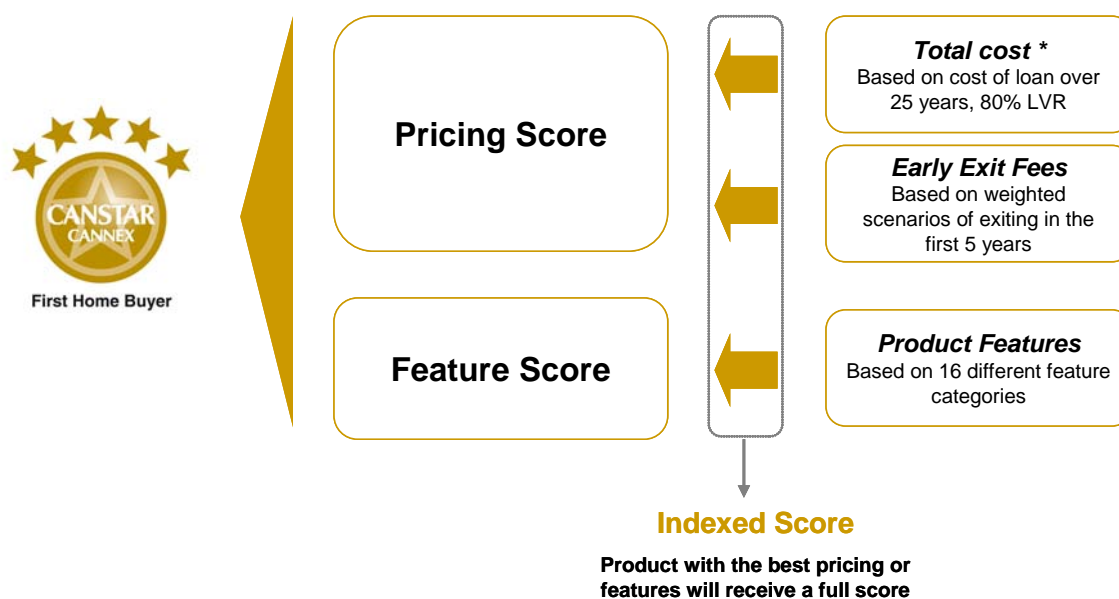 CANSTAR
CANNEX
First Home Buyer
Pricing Score
Feature Score
Total cost *
Based on cost of loan over
25 years, 80% LVR
Early Exit Fees
Based on weighted
scenarios of exiting in the
first 5 years
Product Features
Based on 16 different feature
categories
Indexed Score
Product with the best pricing or
features will receive a full score